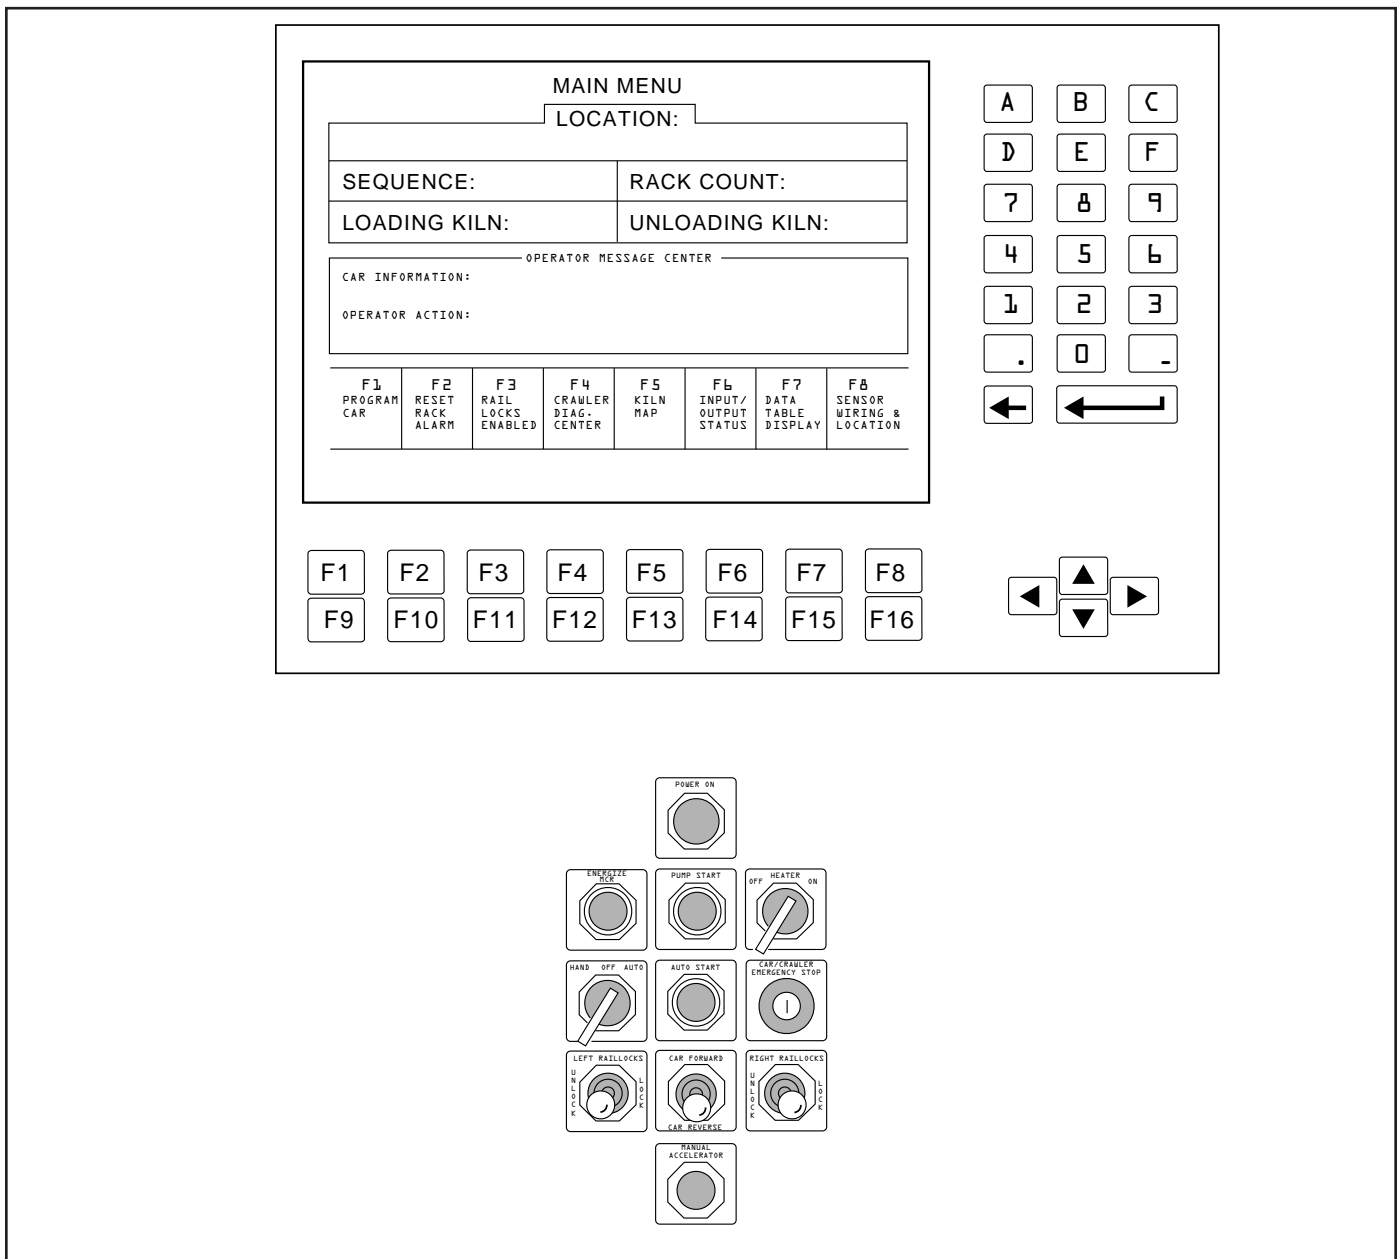 MAIN MENU
LOCATION:
SEQUENCE: RACK COUNT:
LOADING KILN: UNLOADING KILN:
OPERATOR MESSAGE CENTER
CAR INFORMATION:
OPERATOR ACTION:
F1 F2 F3 F4 F5 F6 F7 F8
PROGRAM RESET RAIL CRAWLER KILN INPUT/ DATA SENSOR
CAR RACK LOCKS DIAG. MAP OUTPUT TABLE WIRING &
ALARM ENABLED CENTER STATUS DISPLAY LOCATION
A B C
D E F
7 8 9
4 5 6
1 2 3
. 0 -
F1 F2 F3 F4 F5 F6 F7 F8
F9 F10 F11 F12 F13 F14 F15 F16
POWER ON
ENERGIZE
MCR
PUMP START
HEATER
OFF ON
HAND OFF AUTO
AUTO START
CAR/CRAWLER
EMERGENCY STOP
LEFT RAILLOCKS
UNLOCK LOCK
CAR FORWARD
CAR REVERSE
RIGHT RAILLOCKS
UNLOCK LOCK
MANUAL
ACCELERATOR